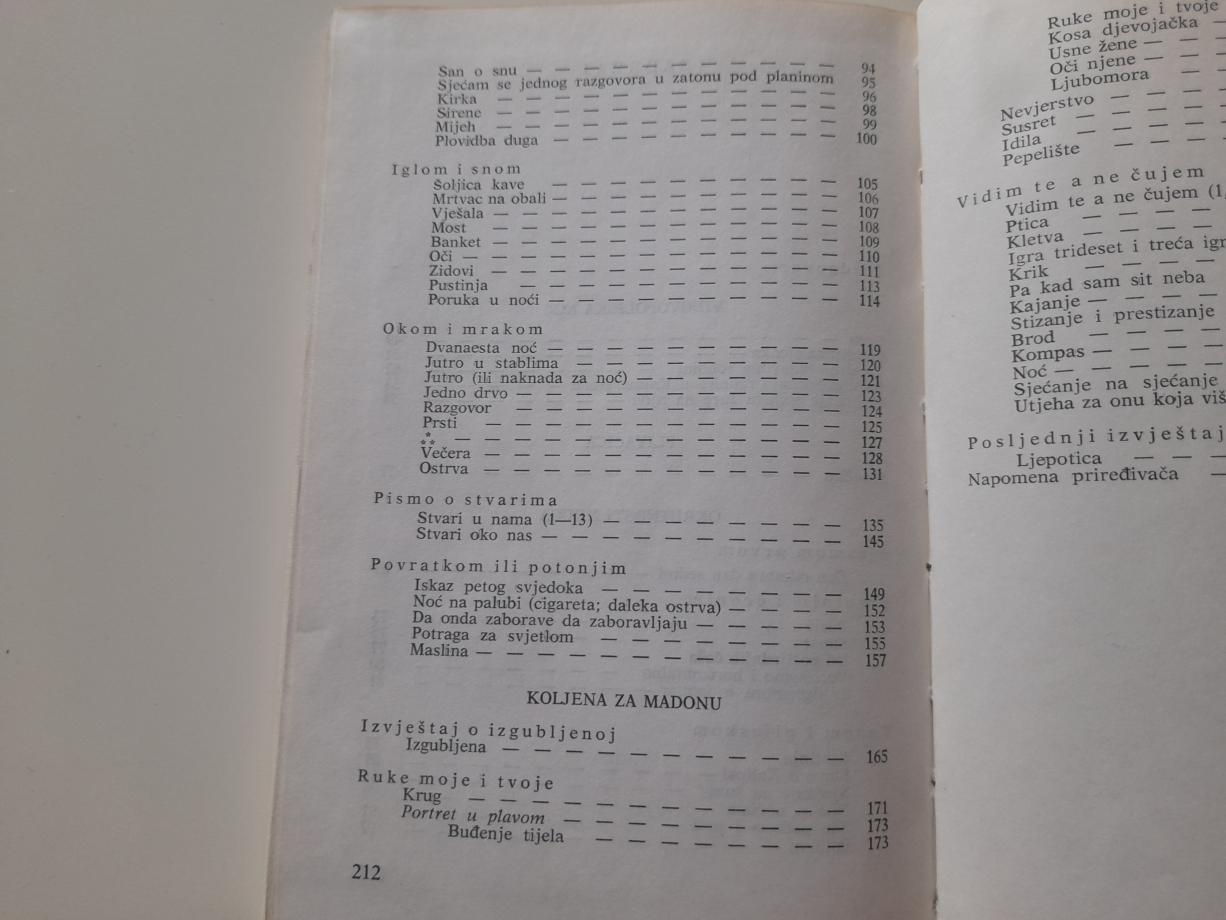 San o snu — — — — — — — — — — — 94
Sjećam se jednog razgovora u zatonu pod planinom 95
Kirka — — — — — — — — — — — — 96
Sirene — — — — — — — — — — — — 98
Mijeh — — — — — — — — — — — — 99
Plovidba duga — — — — — — — — — — 100
Iglom i snom
Šoljica kave — — — — — — — — — — 105
Mrtvac na obali — — — — — — — — — — 106
Vješala — — — — — — — — — — — — 107
Most — — — — — — — — — — — — 108
Banket — — — — — — — — — — — — 109
Oči — — — — — — — — — — — — — 110
Zidovi — — — — — — — — — — — — 111
Pustinja — — — — — — — — — — — 113
Poruka u noći — — — — — — — — — — 114
Okom i mrakom
Dvanaesta noć — — — — — — — — — — 119
Jutro u stablima — — — — — — — — — 120
Jutro (ili naknada za noć) — — — — — — — 121
Jedno drvo — — — — — — — — — — — 123
Razgovor — — — — — — — — — — — 124
Prsti — — — — — — — — — — — — 125
*** — — — — — — — — — — — — — 127
Večera — — — — — — — — — — — — 128
Ostrva — — — — — — — — — — — — 131
Pismo o stvarima
Stvari u nama (1—13) — — — — — — — — 135
Stvari oko nas — — — — — — — — — — 145
Povratkom ili potonjim
Iskaz petog svjedoka — — — — — — — — 149
Noć na palubi (cigareta; daleka ostrva) — — — — 152
Da onda zaborave da zaboravljaju — — — — — 153
Potraga za svjetlom — — — — — — — — 155
Maslina — — — — — — — — — — — — 157
KOLJENA ZA MADONU
Izvještaj o izgubljenoj
Izgubljena — — — — — — — — — — — 165
Ruke moje i tvoje
Krug — — — — — — — — — — — — 171
Portret u plavom — — — — — — — — — 173
Buđenje tijela — — — — — — — — 173
212
Ruke moje i tvoje
Kosa djevojačka —
Usne žene — —
Oči njene — —
Ljubomora — —
Nevjerstvo — — —
Susret — — — —
Idila — — — —
Pepelište — — —
Vidim te a ne čujem
Vidim te a ne čujem (1,
Ptica — — — —
Kletva — — — —
Igra trideset i treća
Krik — — — —
Pa kad sam sit neba
Kajanje — — — —
Stizanje i prestizanje
Brod — — — —
Kompas — — — —
Noć — — — — —
Sjećanje na sjećanje
Utjeha za onu koja
Posljednji izvještaj
Ljepotica — — —
Napomena priređivača —